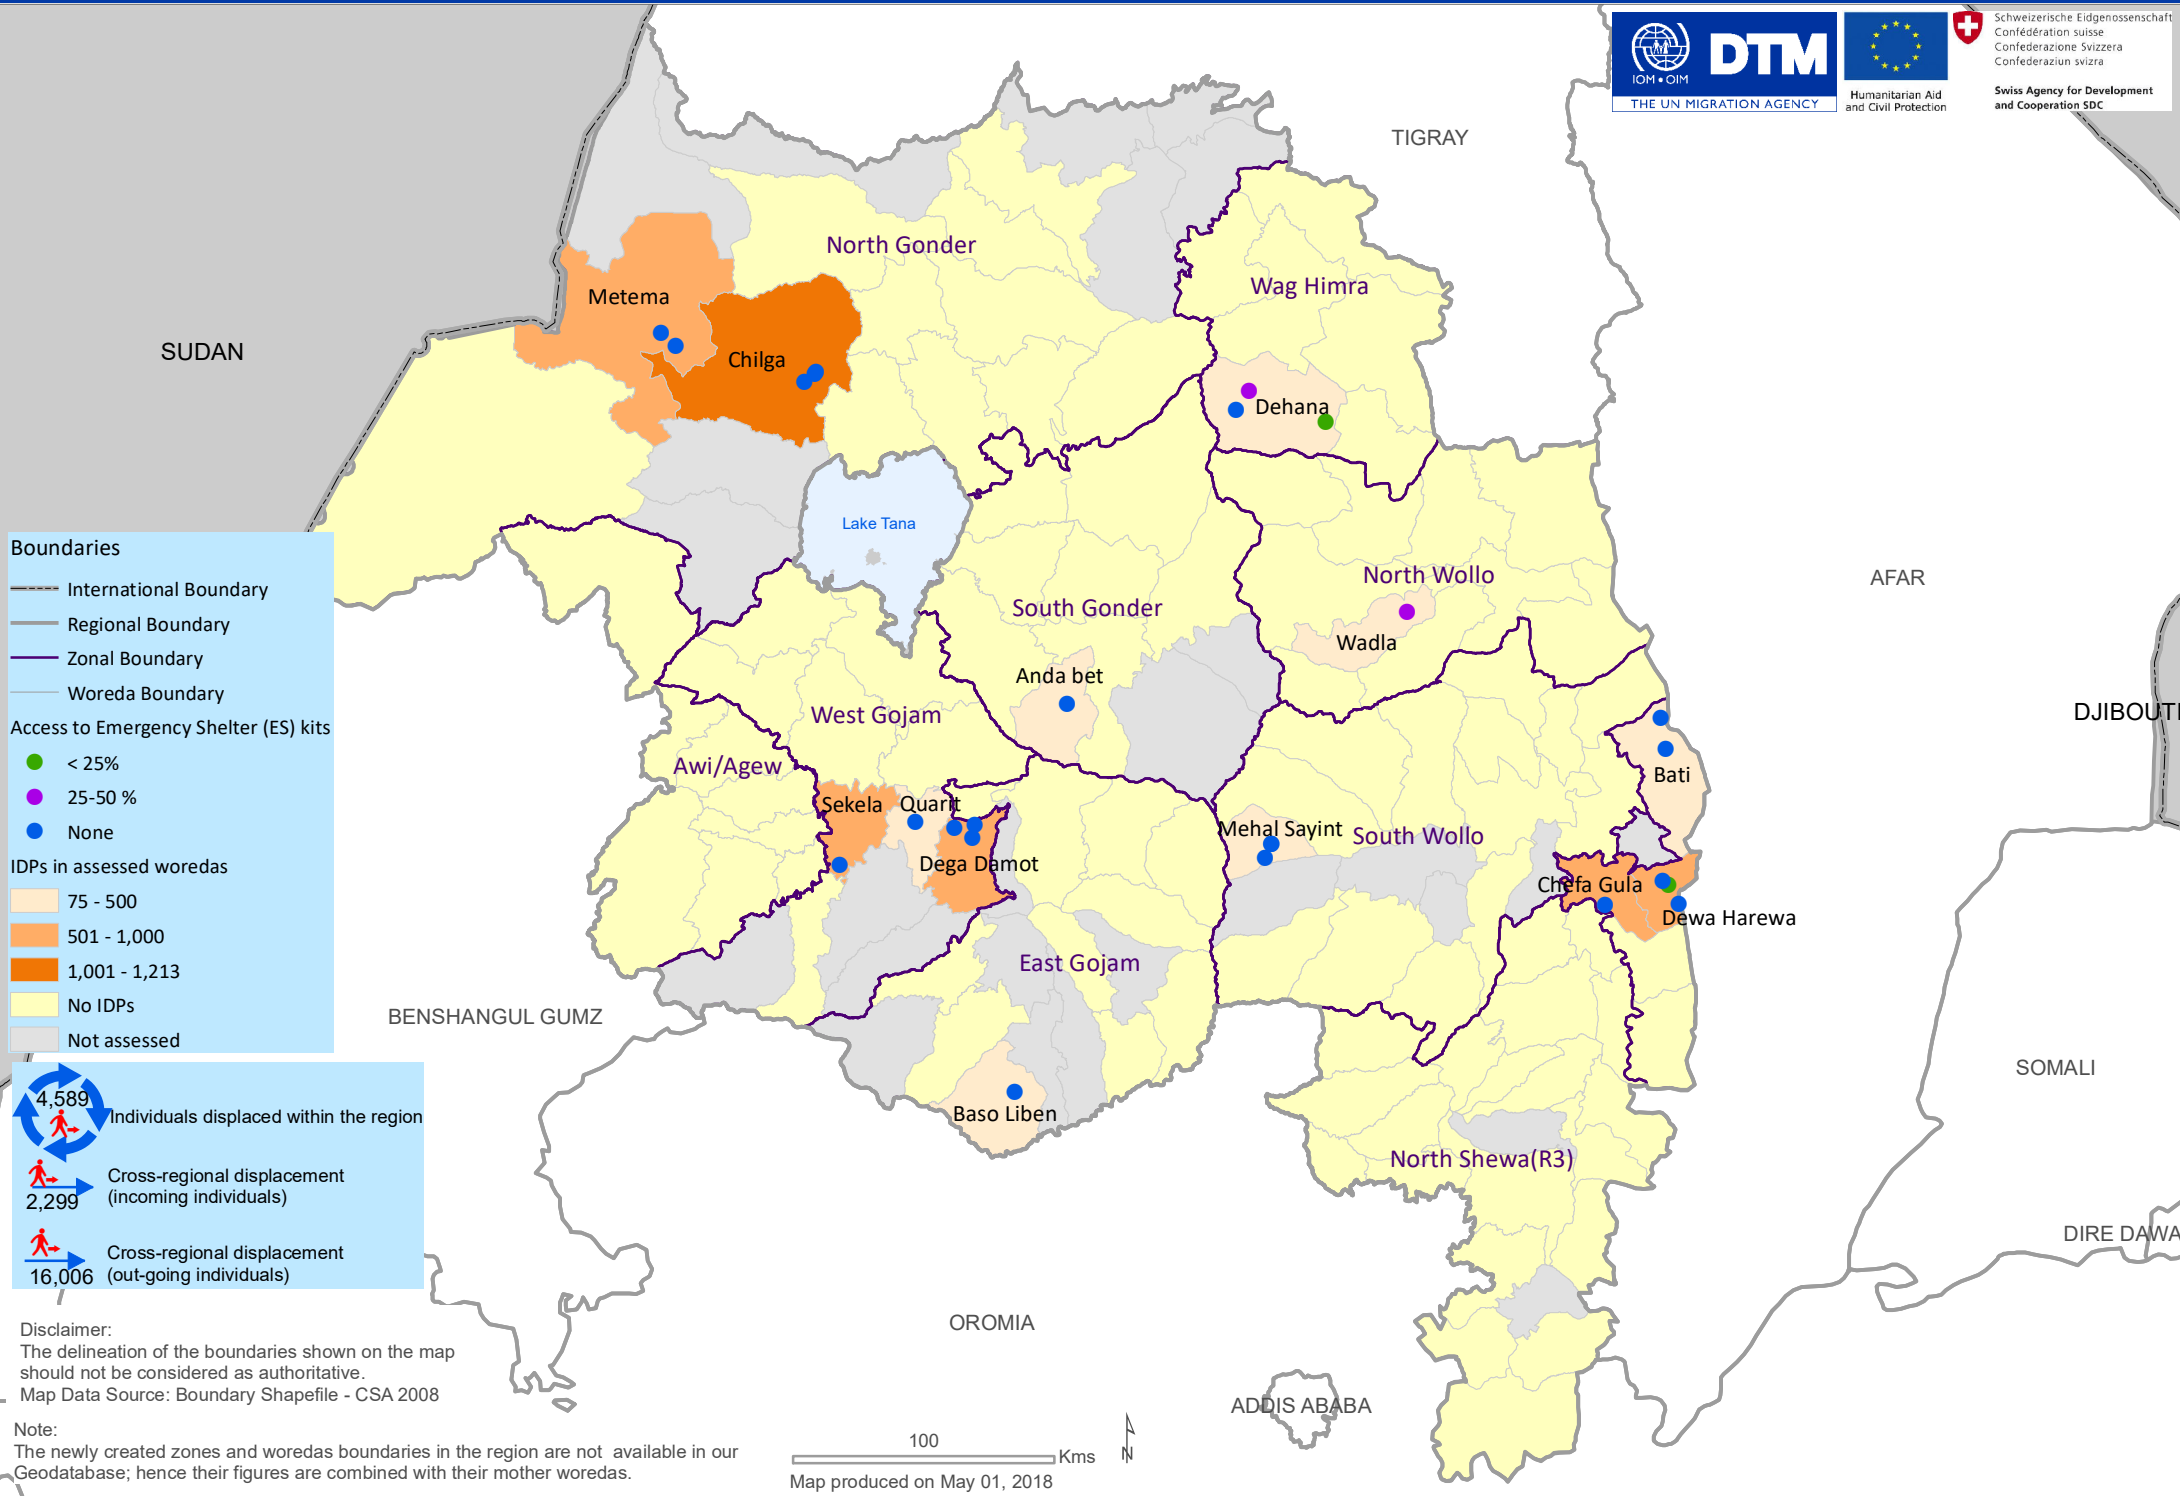 IOM • OIM
DTM
THE UN MIGRATION AGENCY
Humanitarian Aid
and Civil Protection
Schweizerische Eidgenossenschaft
Confédération suisse
Confederazione Svizzera
Confederaziun svizra
Swiss Agency for Development
and Cooperation SDC
TIGRAY
North Gonder
Wag Himra
Metema
SUDAN
Chilga
Dehana
Lake Tana
Boundaries
International Boundary
Regional Boundary
Zonal Boundary
Woreda Boundary
Access to Emergency Shelter (ES) kits
< 25%
25-50 %
None
IDPs in assessed woredas
75 - 500
501 - 1,000
1,001 - 1,213
No IDPs
Not assessed
North Wollo
AFAR
South Gonder
Wadla
Anda bet
West Gojam
DJIBOUTI
Awi/Agew
Bati
Sekela
Quarit
Mehal Sayint
South Wollo
Dega Damot
Chefa Gula
Dewa Harewa
East Gojam
BENSHANGUL GUMZ
SOMALI
Baso Liben
North Shewa(R3)
DIRE DAWA
OROMIA
ADDIS ABABA
4,589
Individuals displaced within the region
Cross-regional displacement
(incoming individuals)
2,299
Cross-regional displacement
(out-going individuals)
16,006
Disclaimer:
The delineation of the boundaries shown on the map
should not be considered as authoritative.
Map Data Source: Boundary Shapefile - CSA 2008
Note:
The newly created zones and woredas boundaries in the region are not available in our
Geodatabase; hence their figures are combined with their mother woredas.
100
Kms
N
Map produced on May 01, 2018